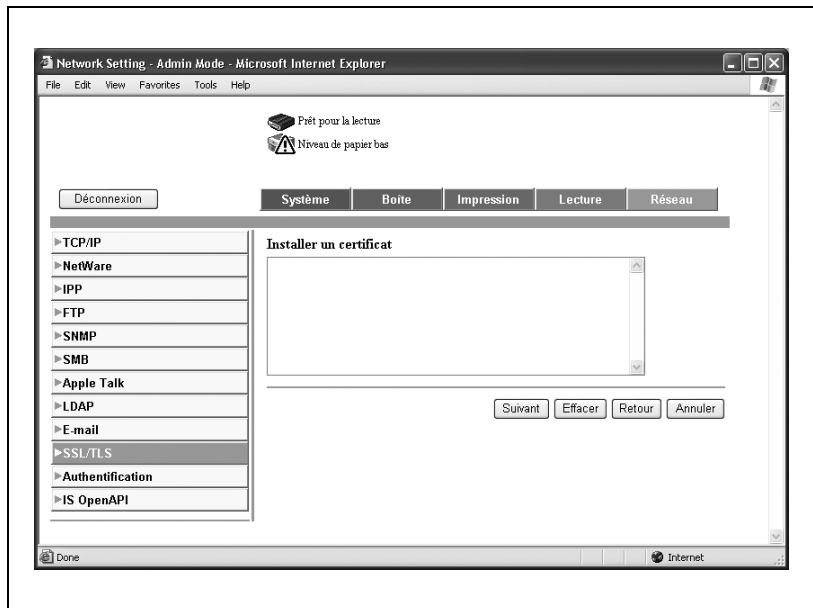 Network Setting - Admin Mode - Microsoft Internet Explorer
File Edit View Favorites Tools Help
Prêt pour la lecture
Niveau de papier bas
Déconnexion
Système Boîte Impression Lecture Réseau
TCP/IP
NetWare
IPP
FTP
SNMP
SMB
Apple Talk
LDAP
E-mail
SSL/TLS
Authentification
IS OpenAPI
Installer un certificat
Suivant Effacer Retour Annuler
Done
Internet